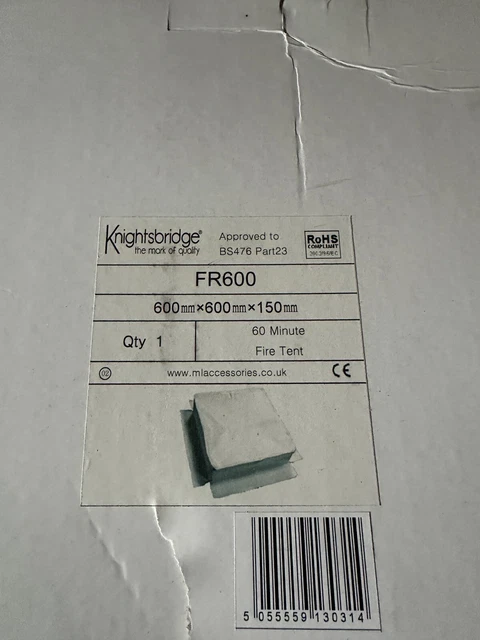 Knightsbridge®
the mark of quality
Approved to
BS476 Part23
RoHS
COMPLIANT
FR600
600mm×600mm×150mm
Qty 1
60 Minute
Fire Tent
02
www.mlaccessories.co.uk
CE
5 055559 130314